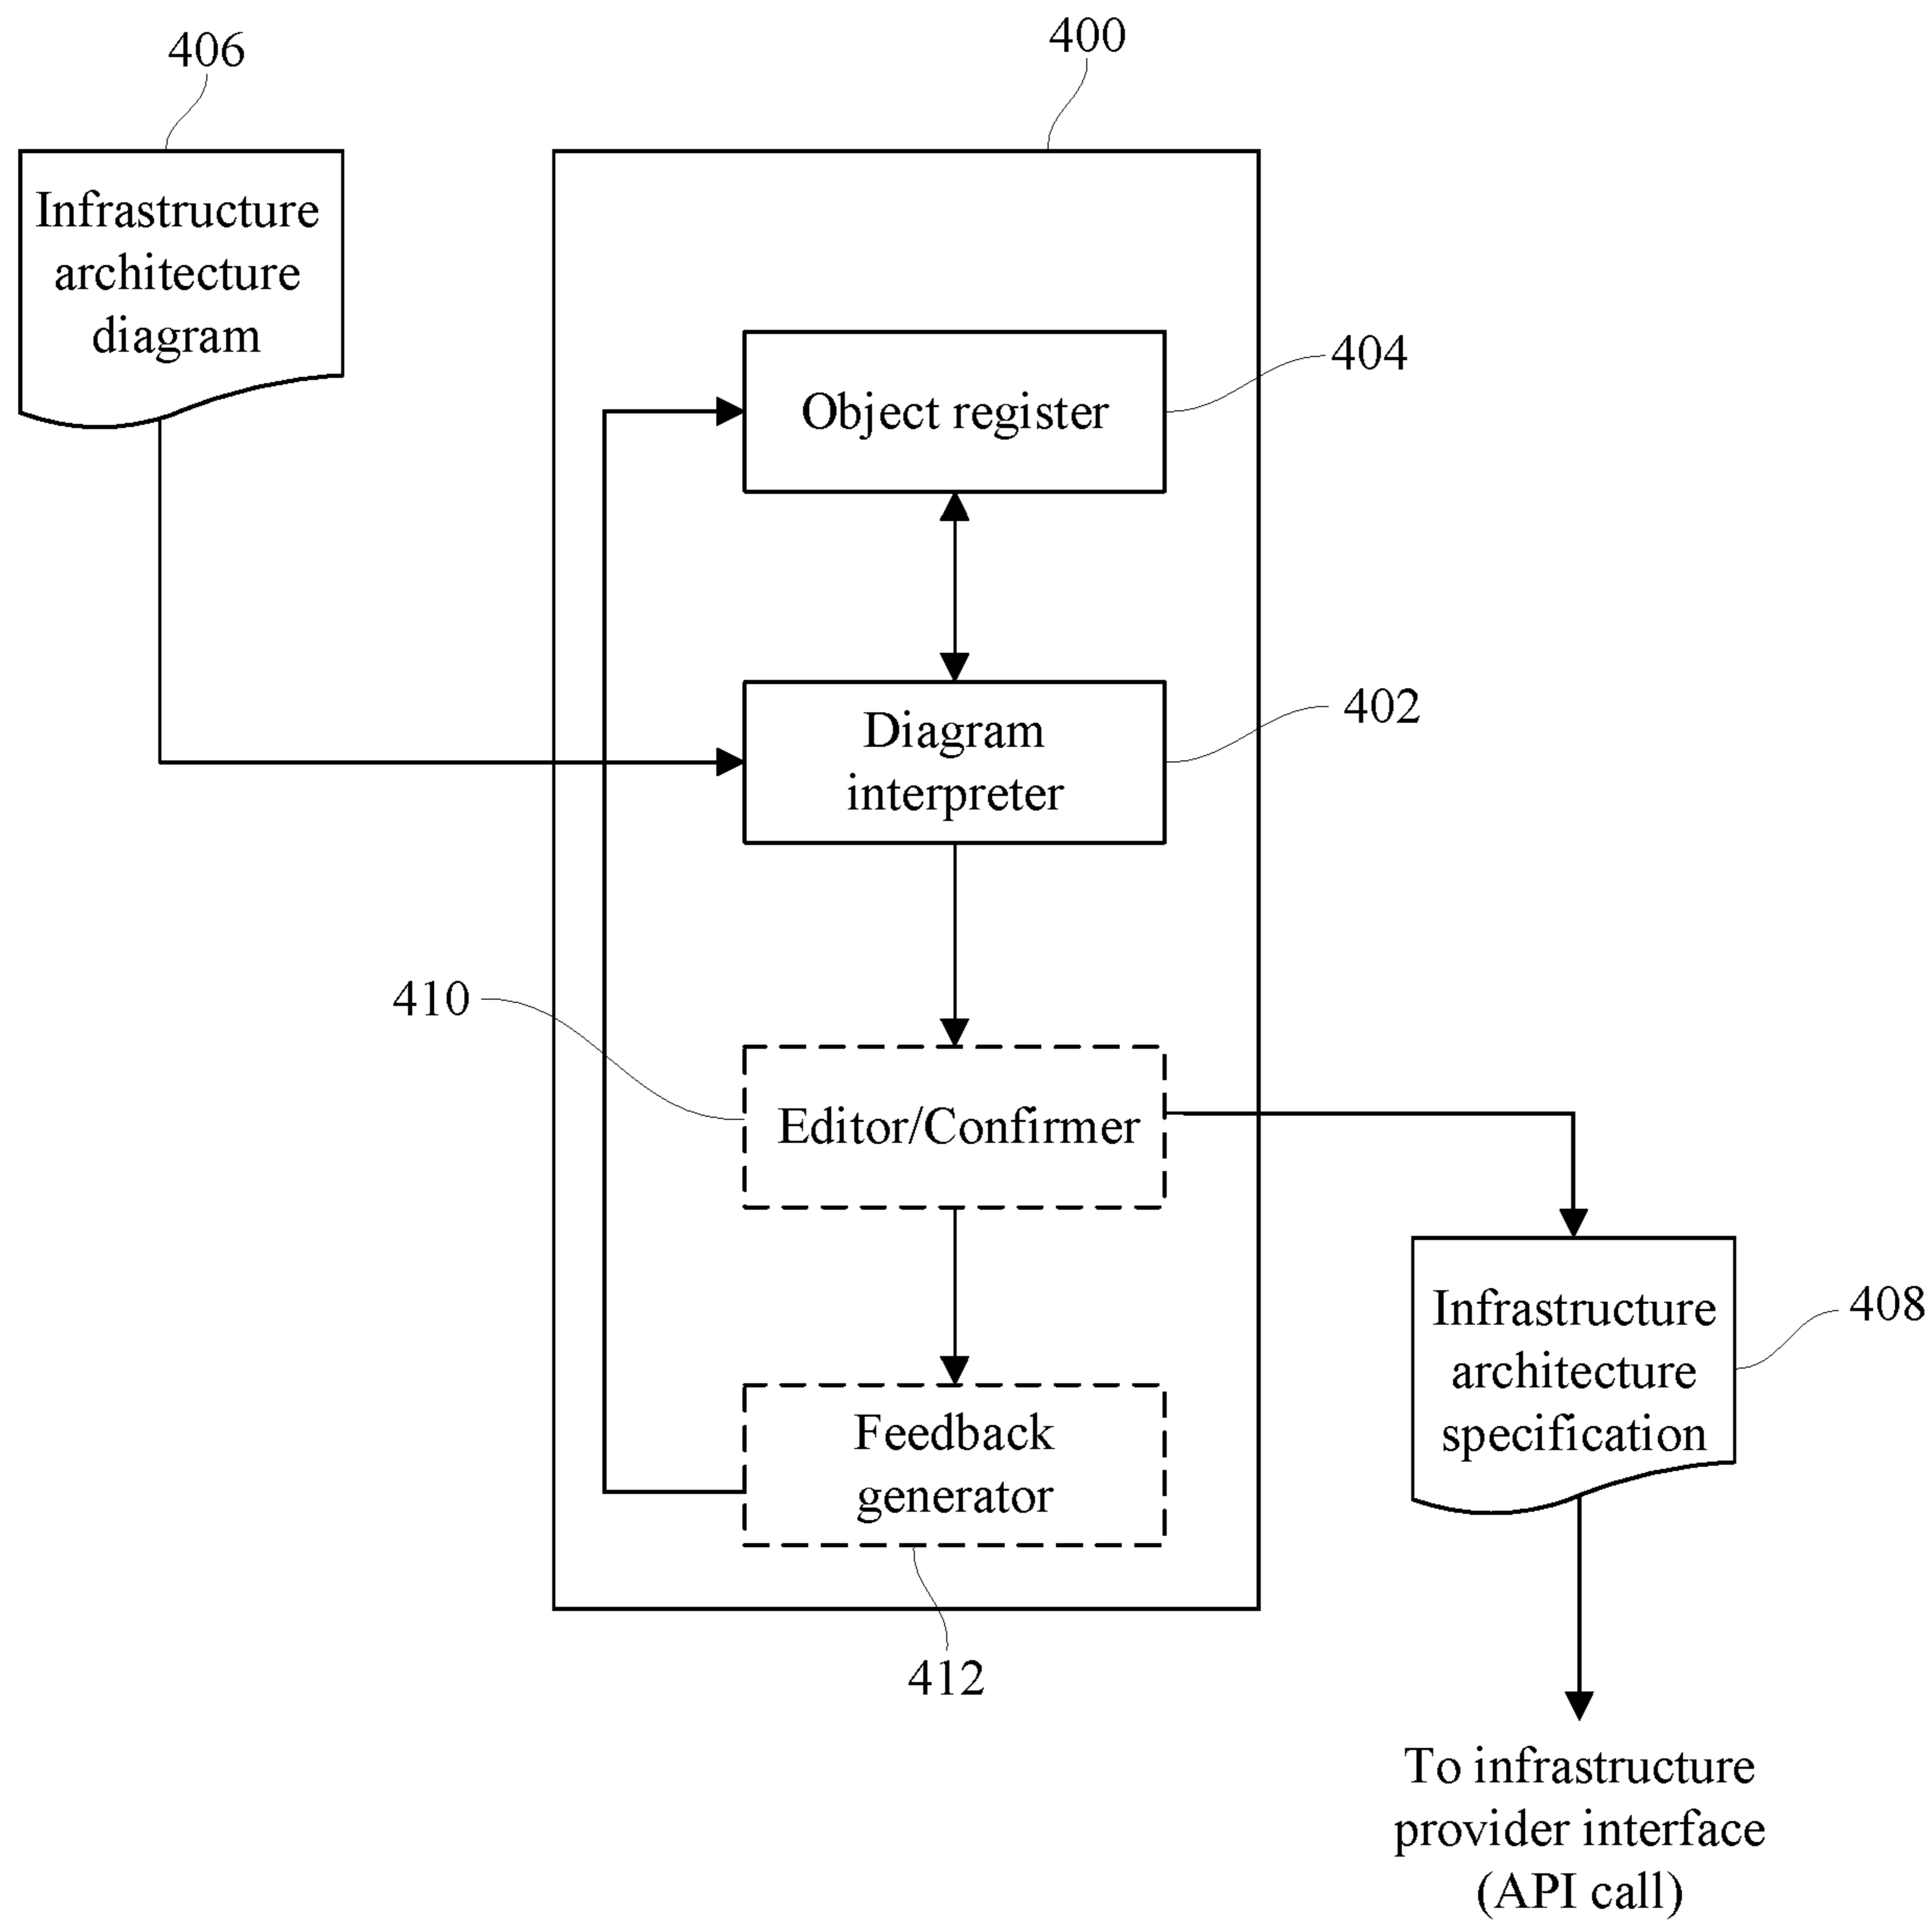 406
400
Infrastructure
architecture
diagram
Object register
404
Diagram
interpreter
402
410
Editor/Confirmer
Infrastructure
architecture
specification
408
Feedback
generator
412
To infrastructure
provider interface
(API call)